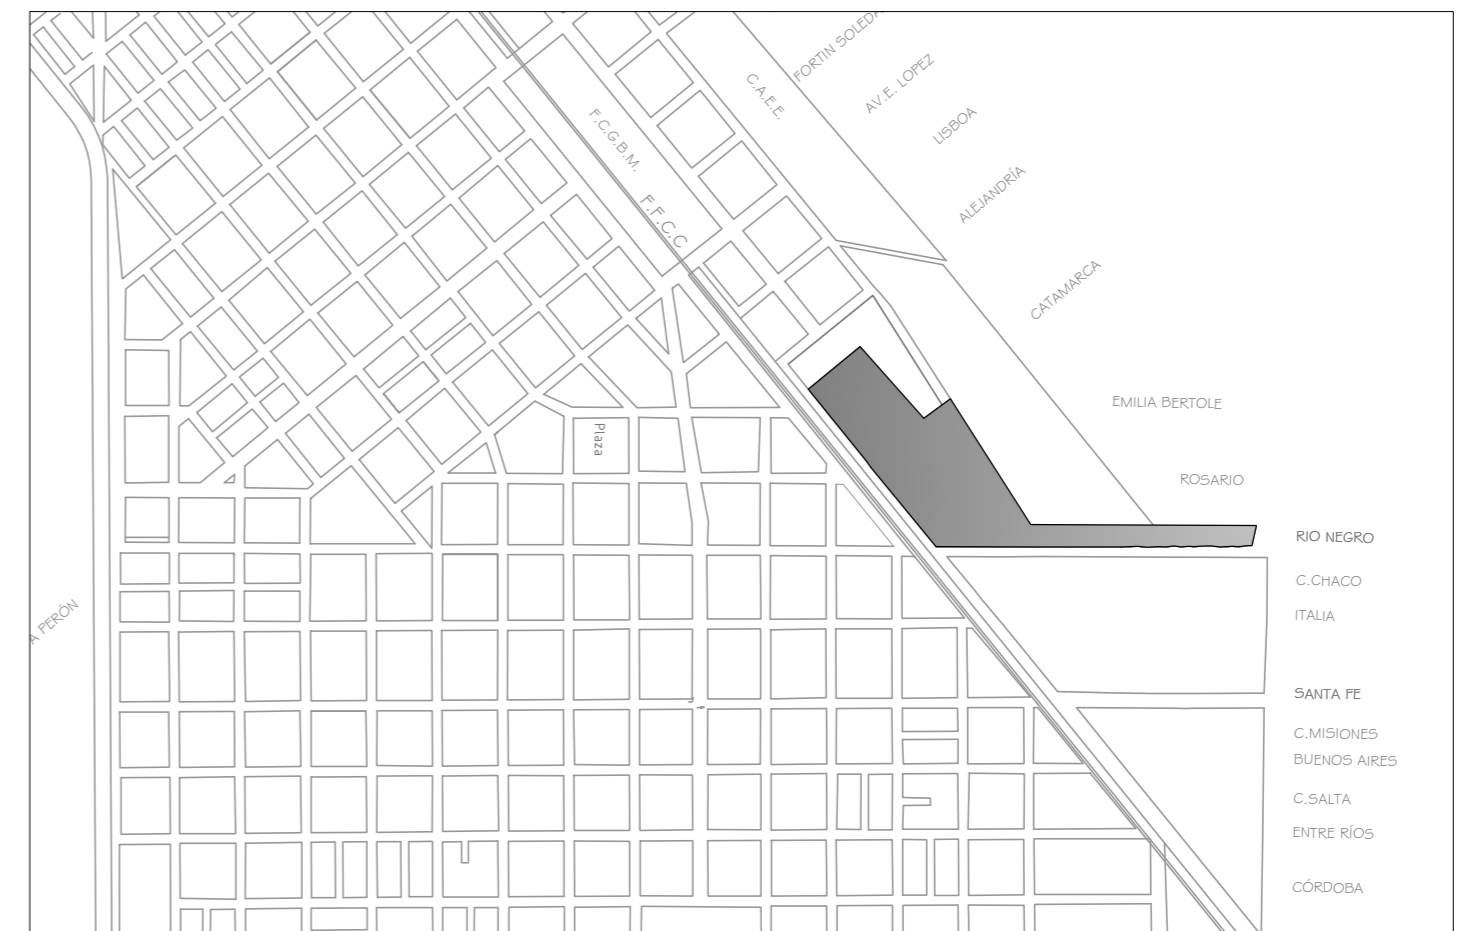 FORTIN SOLEDA
AV.E. LOPEZ
C.A.E.E.
LISBOA
F.C.G.B.M.
ALEJANDRÍA
F.F.C.C
CATAMARCA
EMILIA BERTOLE
Plaza
ROSARIO
RIO NEGRO
C.CHACO
ITALIA
A PERÓN
SANTA FE
C.MISIONES
BUENOS AIRES
C.SALTA
ENTRE RÍOS
CÓRDOBA